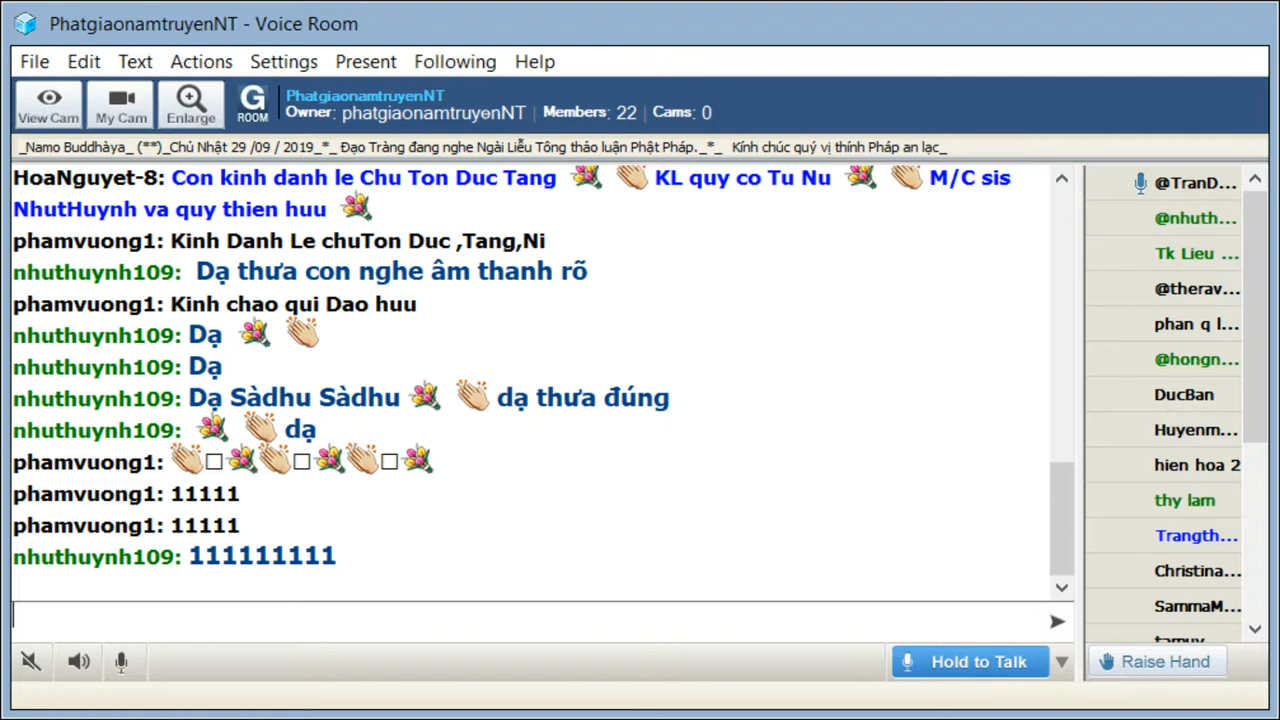 PhatgiaonamtruyenNT - Voice Room
File Edit Text Actions Settings Present Following Help
View Cam My Cam Enlarge G ROOM PhatgiaonamtruyenNT
Owner: phatgiaonamtruyenNT | Members: 22 | Cams: 0
_Namo Buddhàya_ (**)_Chủ Nhật 29 /09 / 2019_*_ Đạo Tràng đang nghe Ngài Liễu Tông thảo luận Phật Pháp._*_ Kính chúc quý vị thính Pháp an lạc_
HoaNguyet-8: Con kinh danh le Chu Ton Duc Tang KL quy co Tu Nu M/C sis
NhutHuynh va quy thien huu
phamvuong1: Kinh Danh Le chuTon Duc ,Tang,Ni
nhuthuynh109: Dạ thưa con nghe âm thanh rõ
phamvuong1: Kinh chao qui Dao huu
nhuthuynh109: Dạ
nhuthuynh109: Dạ
nhuthuynh109: Dạ Sàdhu Sàdhu dạ thưa đúng
nhuthuynh109: dạ
phamvuong1:
phamvuong1: 11111
phamvuong1: 11111
nhuthuynh109: 111111111
@TranD...
@nhuth...
Tk Lieu ...
@therav...
phan q l...
@hongn...
DucBan
Huyenm...
hien hoa 2
thy lam
Trangth...
Christina...
SammaM...
Hold to Talk
Raise Hand